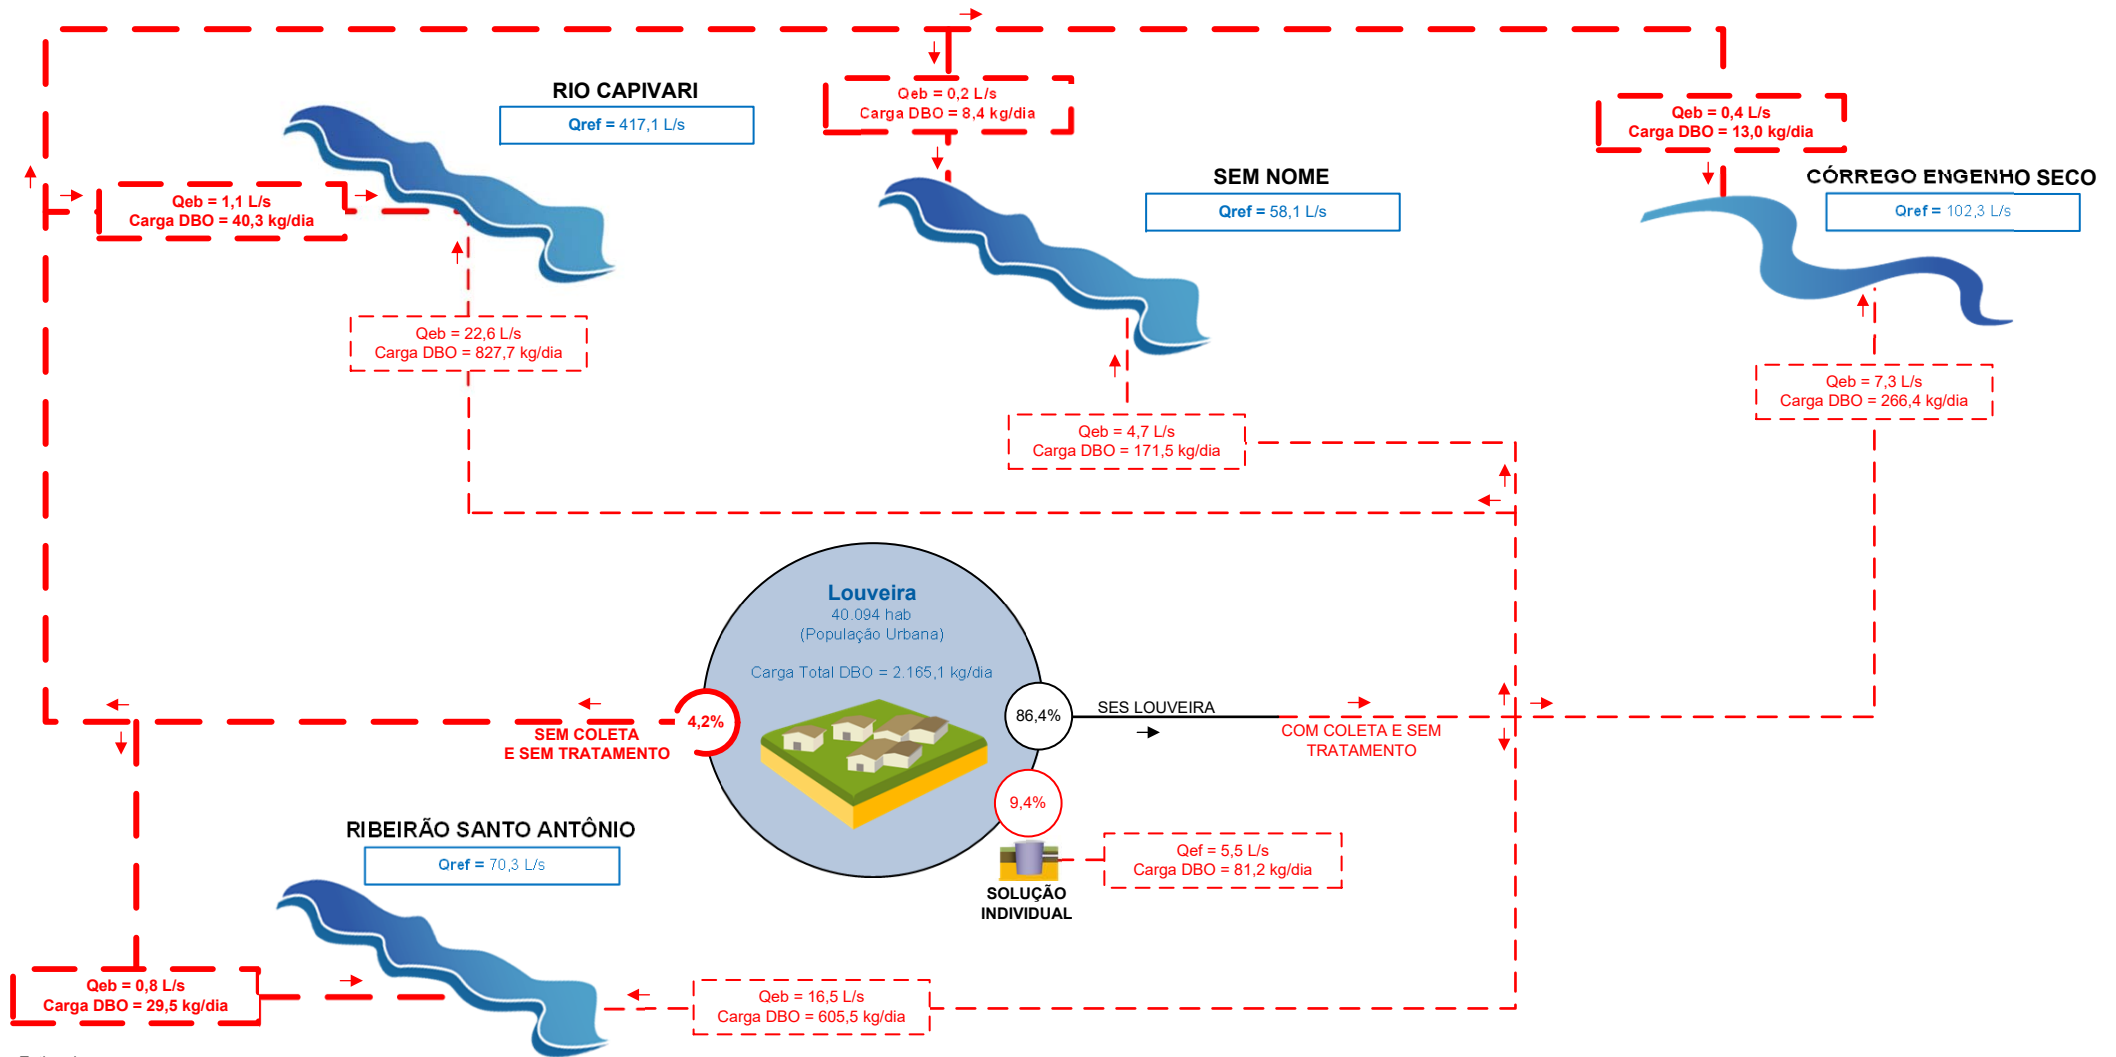 RIO CAPIVARI
Qref = 417,1 L/s
Qeb = 0,2 L/s
Carga DBO = 8,4 kg/dia
Qeb = 0,4 L/s
Carga DBO = 13,0 kg/dia
SEM NOME
Qref = 58,1 L/s
CÓRREGO ENGENHO SECO
Qref = 102,3 L/s
Qeb = 1,1 L/s
Carga DBO = 40,3 kg/dia
Qeb = 22,6 L/s
Carga DBO = 827,7 kg/dia
Qeb = 7,3 L/s
Carga DBO = 266,4 kg/dia
Qeb = 4,7 L/s
Carga DBO = 171,5 kg/dia
Louveira
40.094 hab
(População Urbana)
Carga Total DBO = 2.165,1 kg/dia
4,2%
86,4%
SES LOUVEIRA
SEM COLETA
E SEM TRATAMENTO
COM COLETA E SEM
TRATAMENTO
9,4%
RIBEIRÃO SANTO ANTÔNIO
Qref = 70,3 L/s
Qef = 5,5 L/s
Carga DBO = 81,2 kg/dia
SOLUÇÃO
INDIVIDUAL
Qeb = 0,8 L/s
Carga DBO = 29,5 kg/dia
Qeb = 16,5 L/s
Carga DBO = 605,5 kg/dia